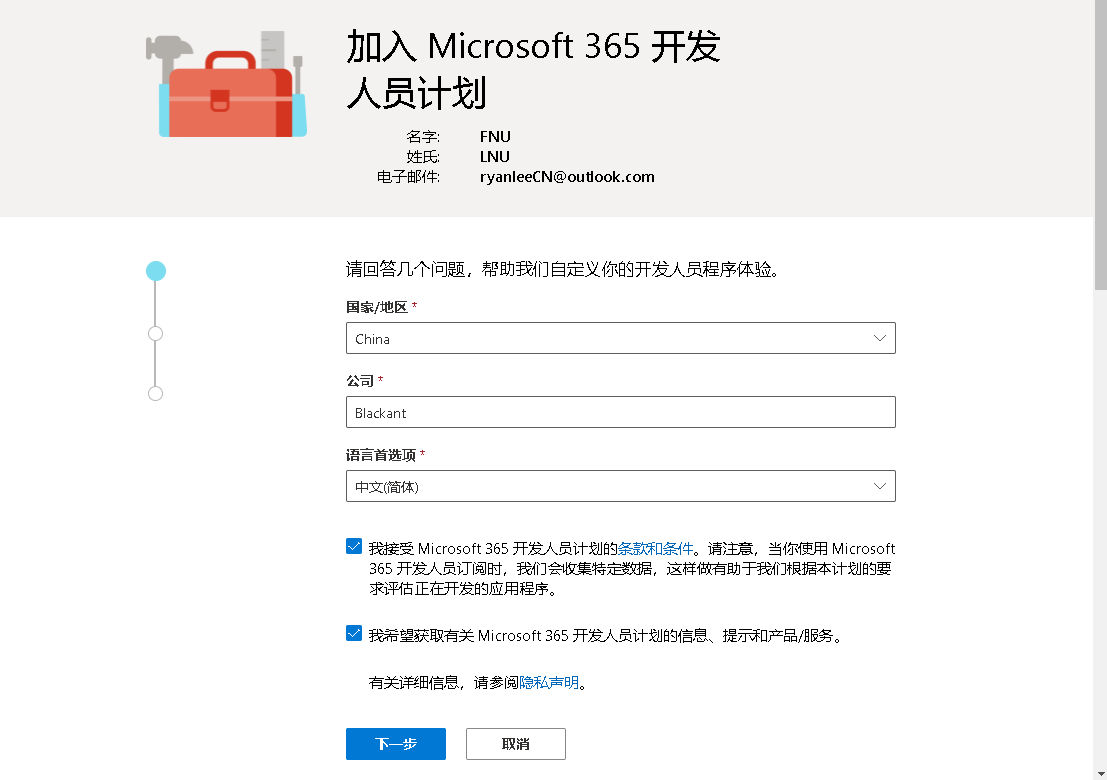 加入 Microsoft 365 开发
人员计划
名字: FNU
姓氏: LNU
电子邮件: ryanleeCN@outlook.com
请回答几个问题，帮助我们自定义你的开发人员程序体验。
国家/地区 *
China
公司 *
Blackant
语言首选项 *
中文(简体)
我接受 Microsoft 365 开发人员计划的条款和条件。请注意，当你使用 Microsoft
365 开发人员订阅时，我们会收集特定数据，这样做有助于我们根据本计划的要
求评估正在开发的应用程序。
我希望获取有关 Microsoft 365 开发人员计划的信息、提示和产品/服务。
有关详细信息，请参阅隐私声明。
下一步 取消